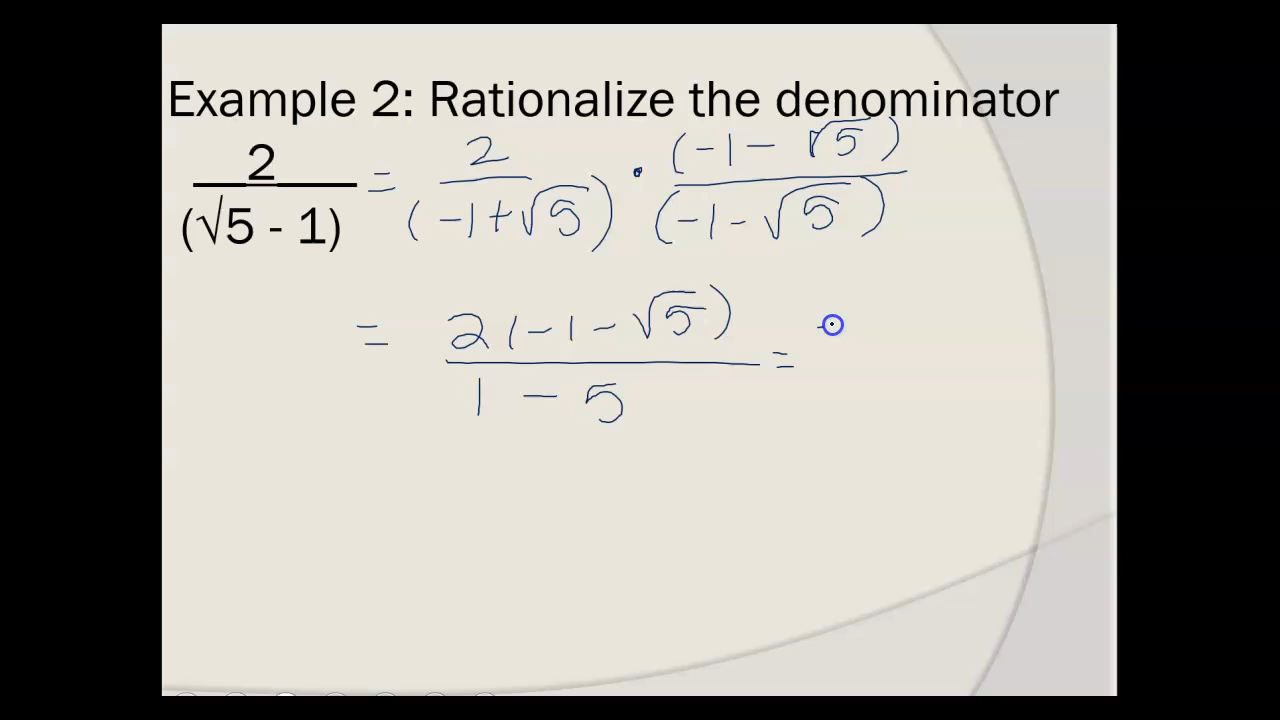 Example 2: Rationalize the denominator
2 / (√5 - 1) = 2 / (-1+√5) · (-1-√5) / (-1-√5)
= 2(-1-√5) / 1-5 =